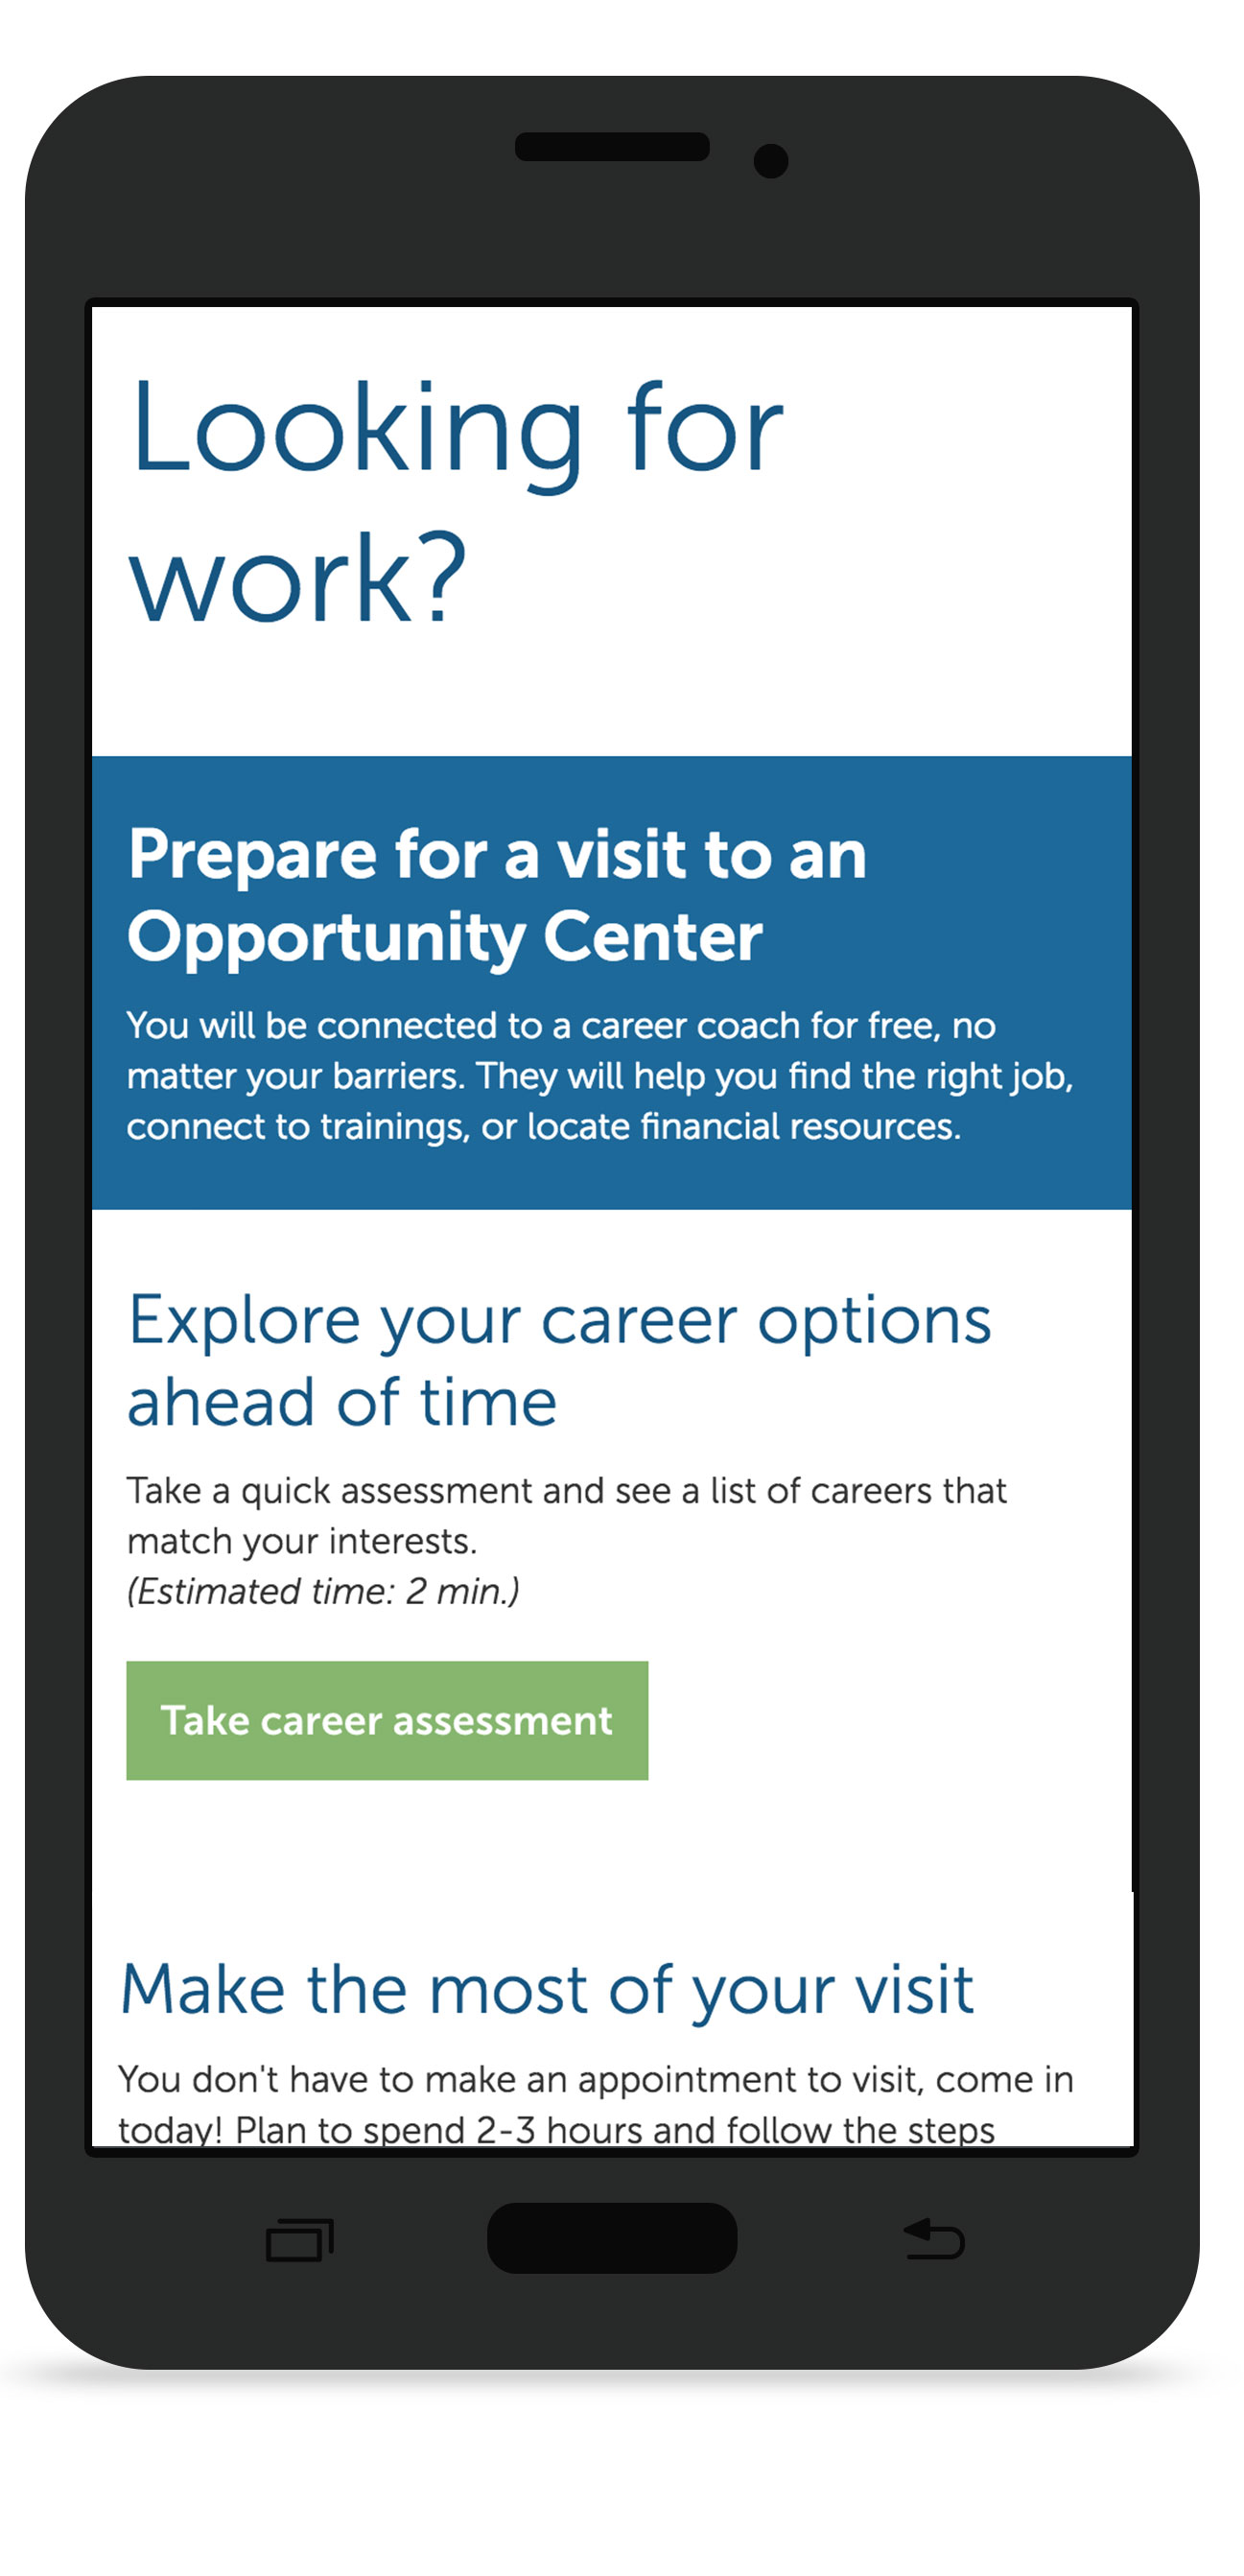 Looking for
work?
Prepare for a visit to an
Opportunity Center
You will be connected to a career coach for free, no
matter your barriers. They will help you find the right job,
connect to trainings, or locate financial resources.
Explore your career options
ahead of time
Take a quick assessment and see a list of careers that
match your interests.
(Estimated time: 2 min.)
Take career assessment
Make the most of your visit
You don't have to make an appointment to visit, come in
today! Plan to spend 2-3 hours and follow the steps